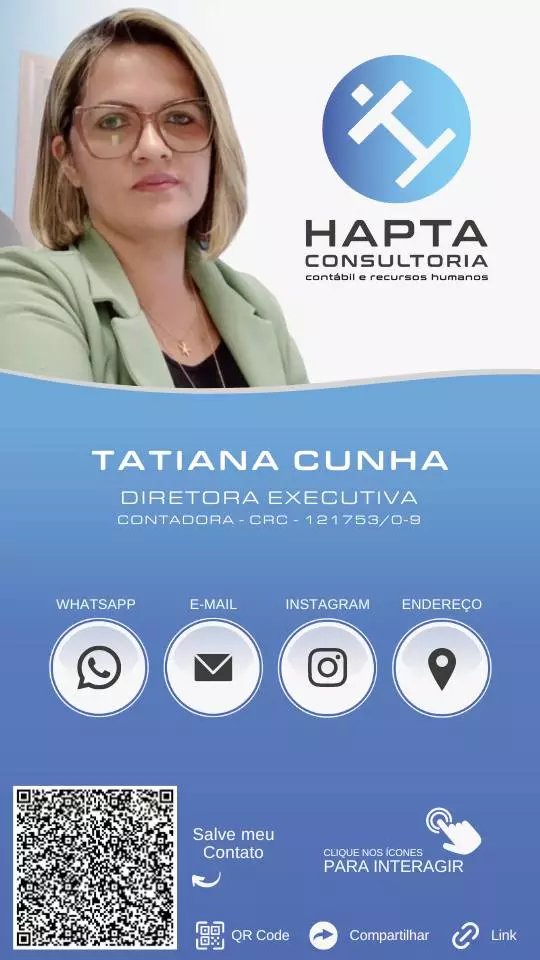 HAPTA
CONSULTORIA
contábil e recursos humanos
TATIANA CUNHA
DIRETORA EXECUTIVA
CONTADORA - CRC - 121753/O-9
WHATSAPP E-MAIL INSTAGRAM ENDEREÇO
Salve meu
Contato
CLIQUE NOS ÍCONES
PARA INTERAGIR
QR Code Compartilhar Link